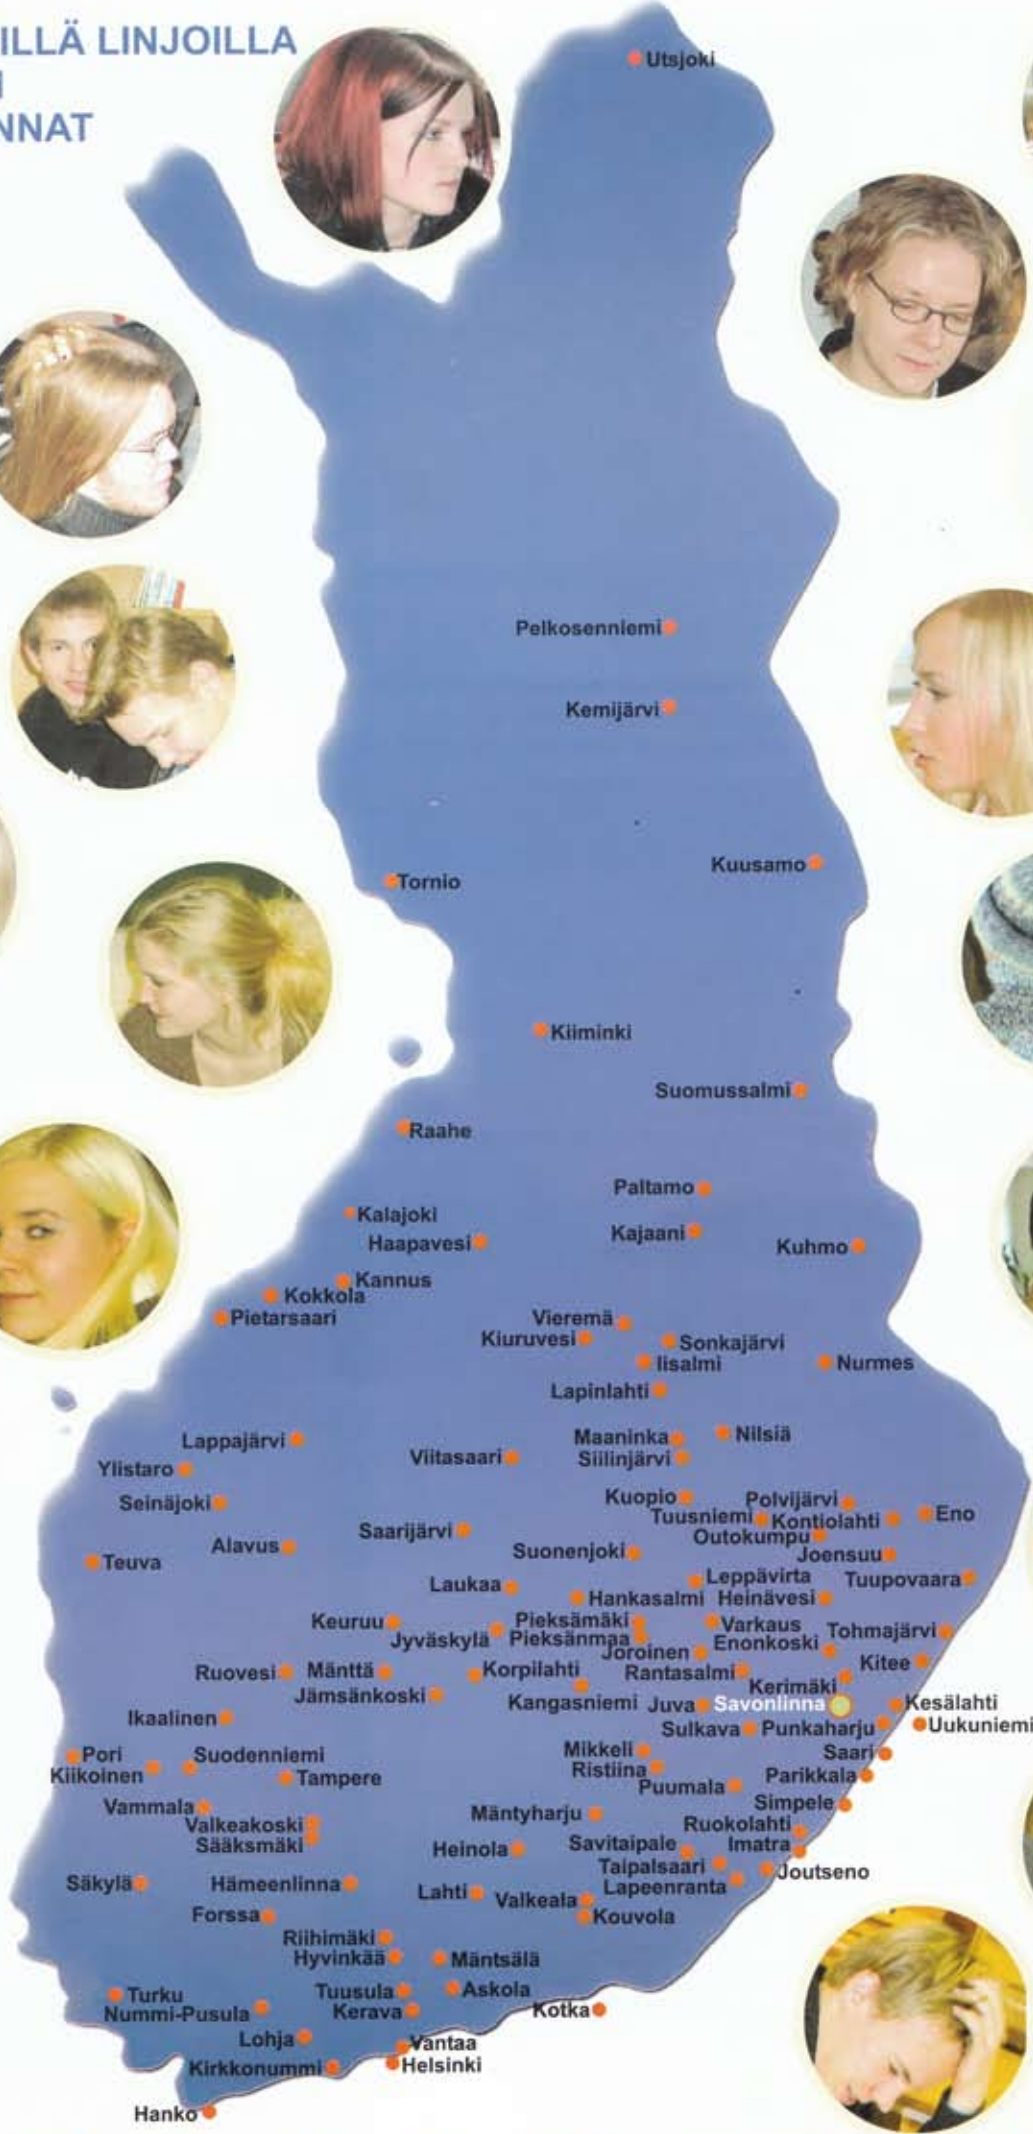 ILLÄ LINJOILLA
I
NNAT
Utsjoki
Pelkosenniemi
Kemijärvi
Kuusamo
Tornio
Kiiminki
Suomussalmi
Raahe
Paltamo
Kalajoki
Kajaani
Haapavesi
Kuhmo
Kannus
Kokkola
Pietarsaari
Vieremä
Kiuruvesi
Sonkajärvi
Iisalmi
Nurmes
Lapinlahti
Lappajärvi
Maaninka
Nilsiä
Viitasaari
Siilinjärvi
Ylistaro
Kuopio
Polvijärvi
Seinäjoki
Tuusniemi
Kontiolahti
Eno
Saarijärvi
Outokumpu
Alavus
Suonenjoki
Joensuu
Teuva
Leppävirta
Tuupovaara
Laukaa
Hankasalmi
Heinävesi
Keuruu
Pieksämäki
Varkaus
Tohmajärvi
Jyväskylä
Pieksänmaa
Enonkoski
Joroinen
Kitee
Ruovesi
Mänttä
Korpilahti
Rantasalmi
Kerimäki
Jämsänkoski
Kangasniemi
Juva
Savonlinna
Kesälahti
Ikaalinen
Sulkava
Punkaharju
Uukuniemi
Pori
Suodenniemi
Mikkeli
Saari
Kiikoinen
Tampere
Ristiina
Parikkala
Puumala
Vammala
Simpele
Valkeakoski
Mäntyharju
Ruokolahti
Sääksmäki
Heinola
Savitaipale
Imatra
Taipalsaari
Joutseno
Säkylä
Hämeenlinna
Lahti
Lapeenranta
Valkeala
Forssa
Kouvola
Riihimäki
Hyvinkää
Mäntsälä
Turku
Tuusula
Askola
Nummi-Pusula
Kerava
Kotka
Lohja
Vantaa
Kirkkonummi
Helsinki
Hanko